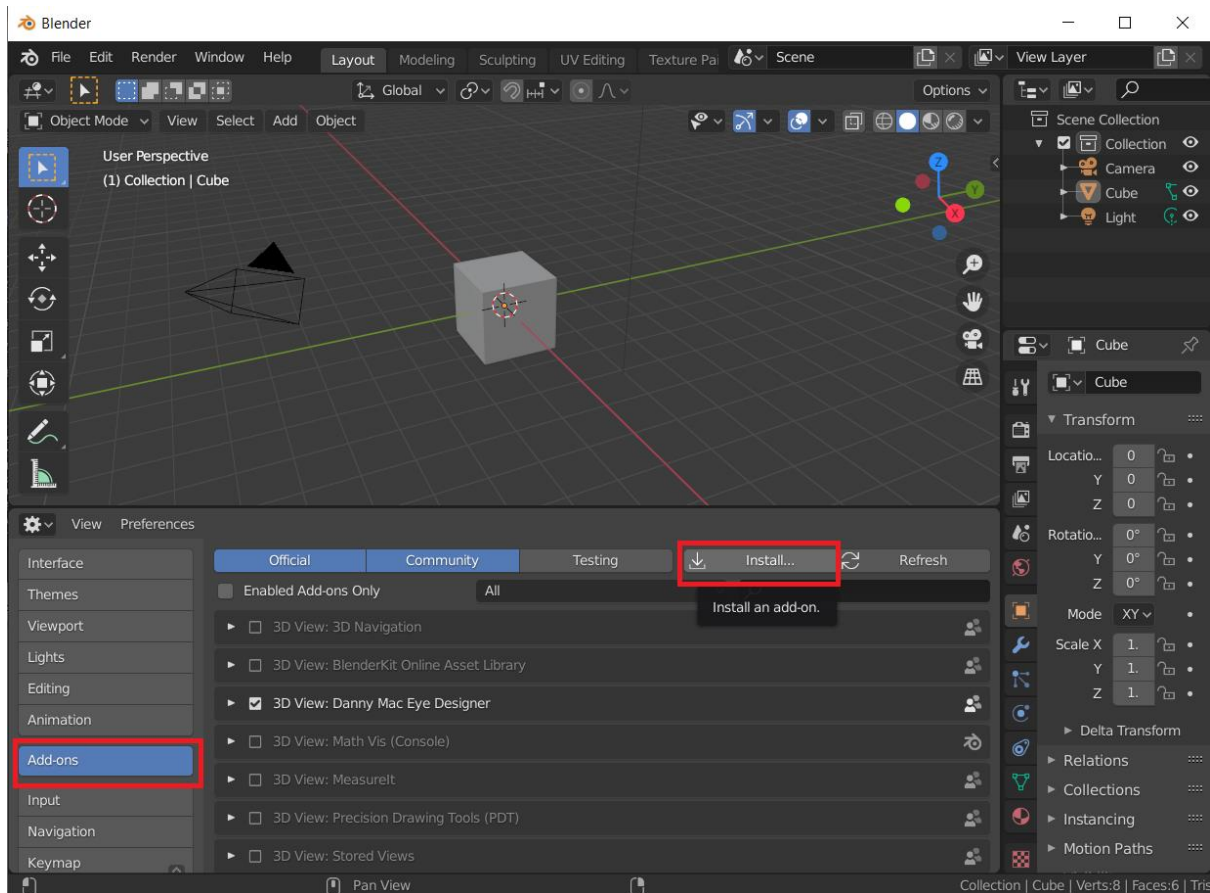 Blender
File Edit Render Window Help Layout Modeling Sculpting UV Editing Texture Pai Scene View Layer
Global Options
Object Mode View Select Add Object
User Perspective
(1) Collection | Cube
Z
Y
X
Scene Collection
Collection
Camera
Cube
Light
Cube
Cube
Transform
Locatio... 0
Y 0
Z 0
Rotatio... 0°
Y 0°
Z 0°
Mode XY
Scale X 1.
Y 1.
Z 1.
Delta Transform
Relations
Collections
Instancing
Motion Paths
View Preferences
Interface
Themes
Viewport
Lights
Editing
Animation
Add-ons
Input
Navigation
Keymap
Official Community Testing Install... Refresh
Enabled Add-ons Only All
Install an add-on.
3D View: 3D Navigation
3D View: BlenderKit Online Asset Library
3D View: Danny Mac Eye Designer
3D View: Math Vis (Console)
3D View: MeasureIt
3D View: Precision Drawing Tools (PDT)
3D View: Stored Views
Pan View
Collection | Cube | Verts:8 | Faces:6 | Tris